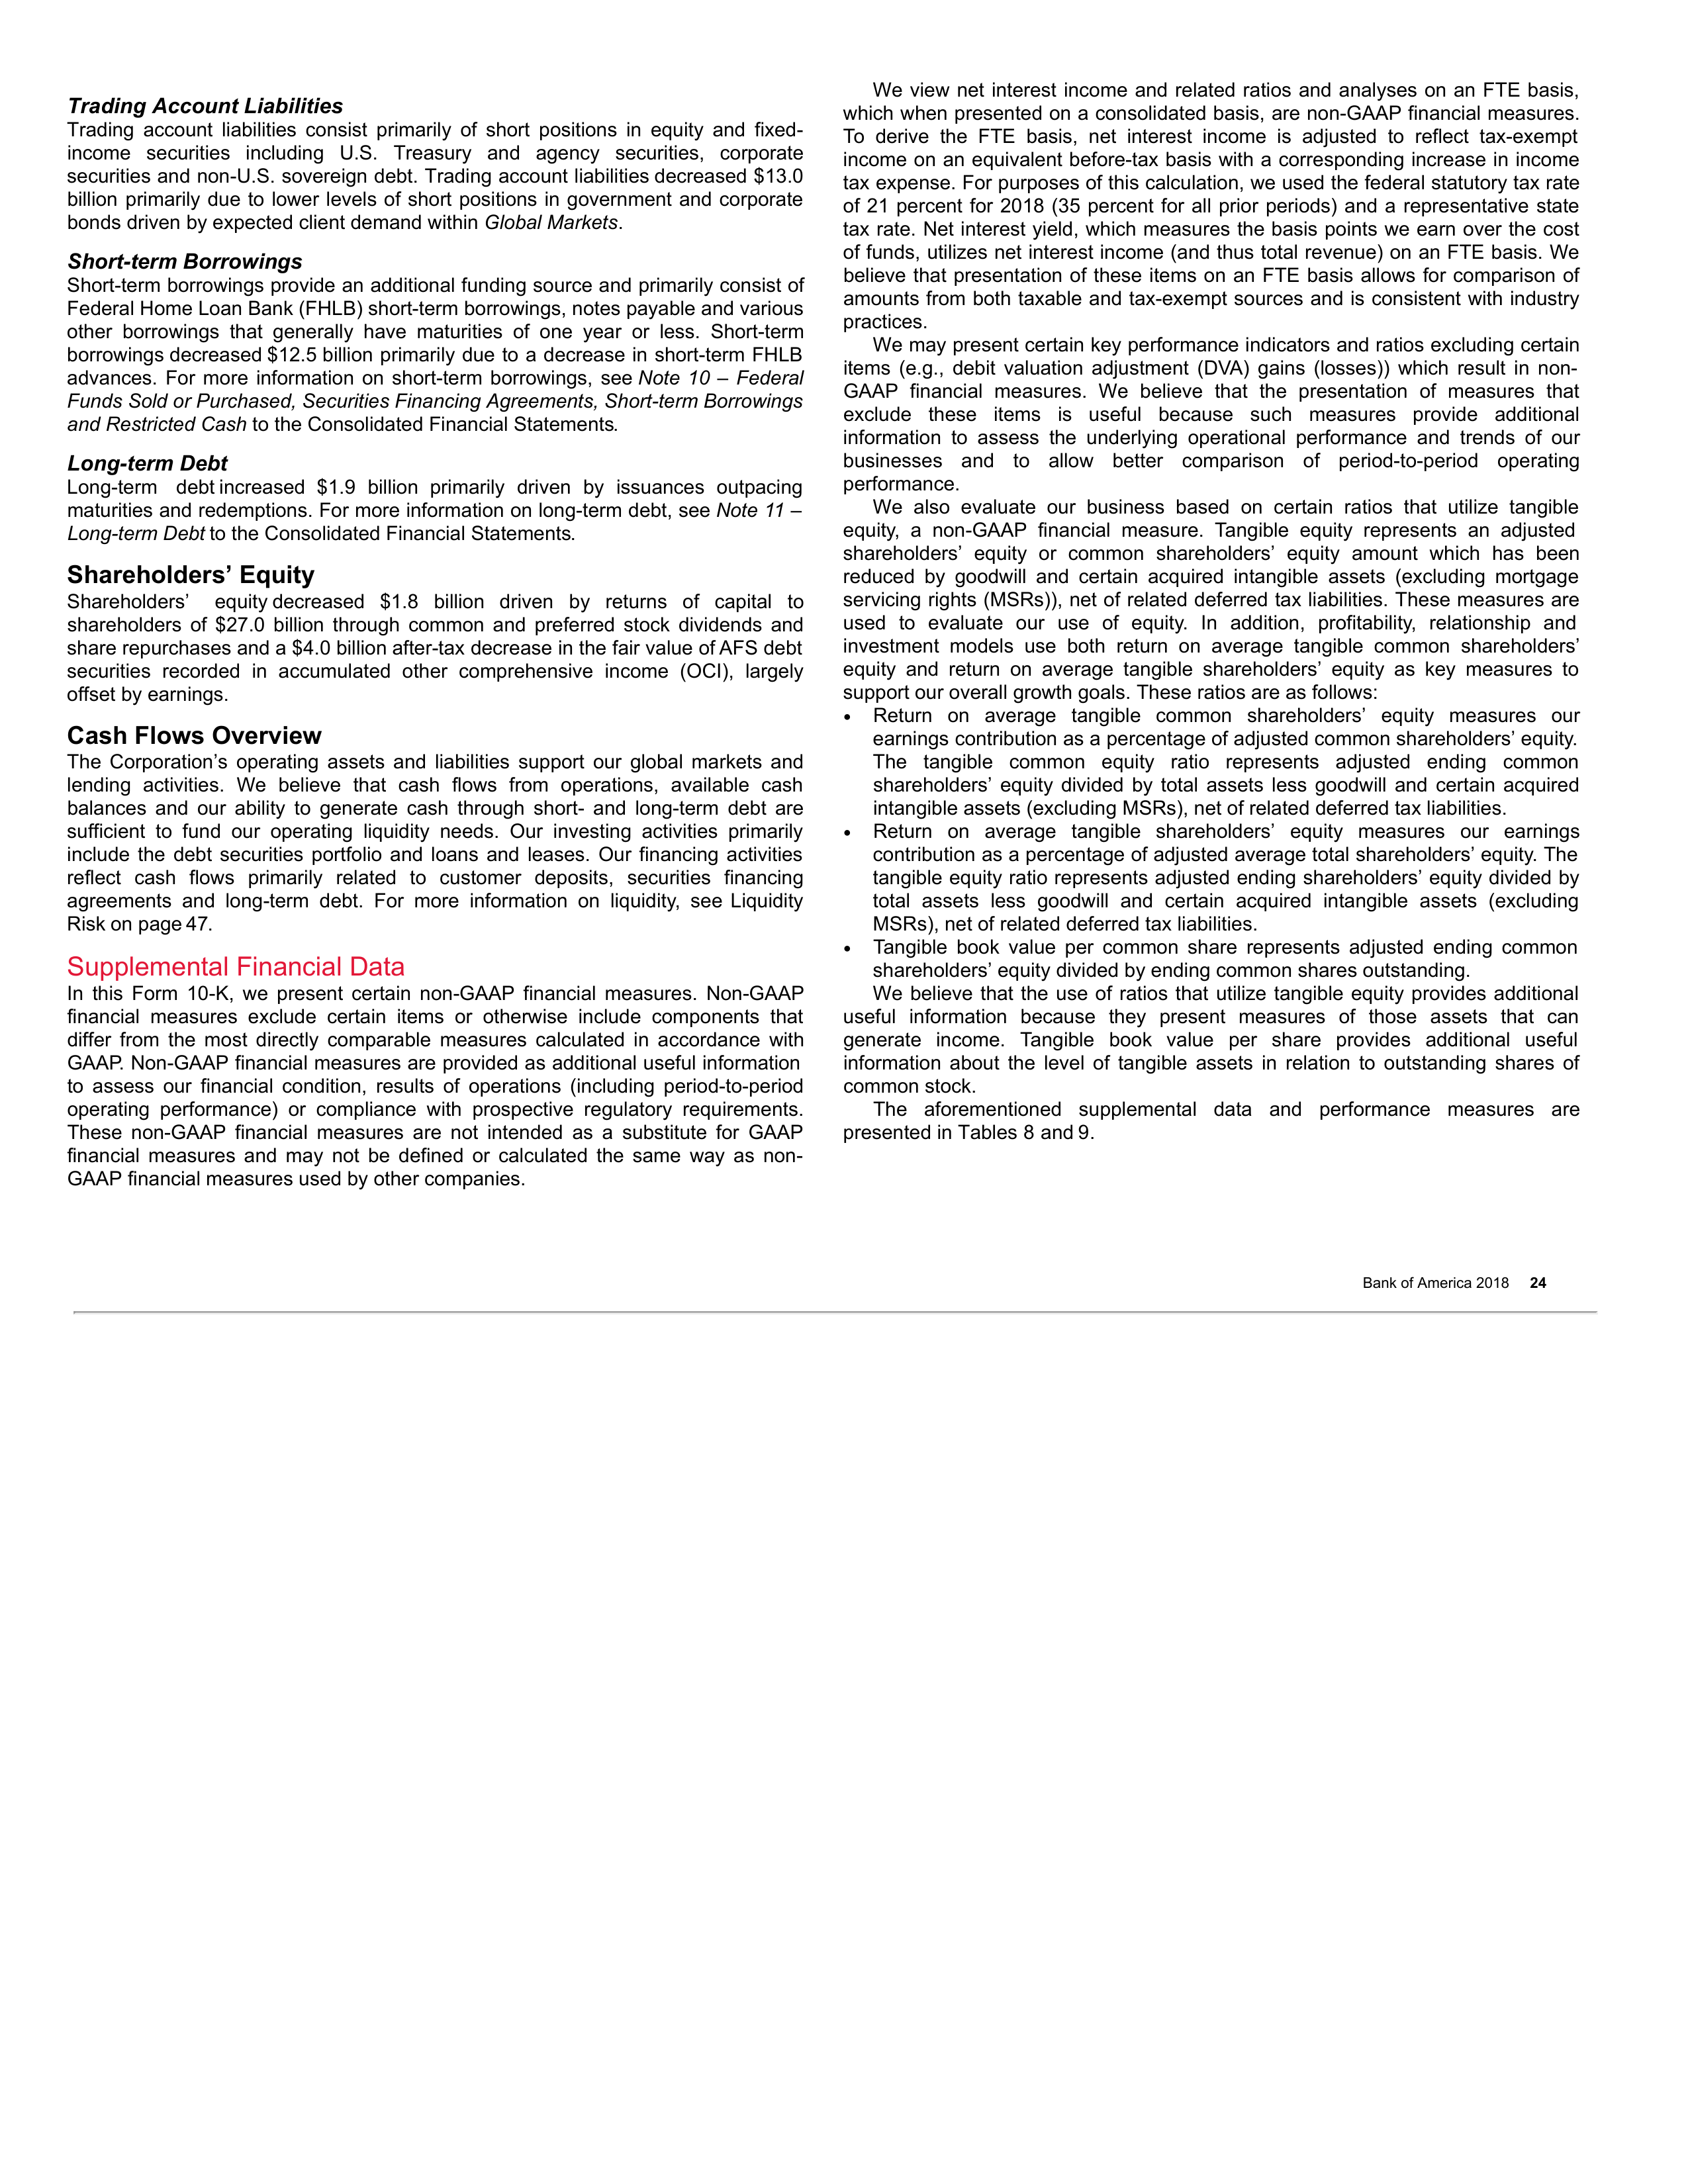 Trading Account Liabilities
Trading account liabilities consist primarily of short positions in equity and fixed-
income securities including U.S. Treasury and agency securities, corporate
securities and non-U.S. sovereign debt. Trading account liabilities decreased $13.0
billion primarily due to lower levels of short positions in government and corporate
bonds driven by expected client demand within Global Markets.
Short-term Borrowings
Short-term borrowings provide an additional funding source and primarily consist of
Federal Home Loan Bank (FHLB) short-term borrowings, notes payable and various
other borrowings that generally have maturities of one year or less. Short-term
borrowings decreased $12.5 billion primarily due to a decrease in short-term FHLB
advances. For more information on short-term borrowings, see Note 10 – Federal
Funds Sold or Purchased, Securities Financing Agreements, Short-term Borrowings
and Restricted Cash to the Consolidated Financial Statements.
Long-term Debt
Long-term debt increased $1.9 billion primarily driven by issuances outpacing
maturities and redemptions. For more information on long-term debt, see Note 11 –
Long-term Debt to the Consolidated Financial Statements.
Shareholders’ Equity
Shareholders’ equity decreased $1.8 billion driven by returns of capital to
shareholders of $27.0 billion through common and preferred stock dividends and
share repurchases and a $4.0 billion after-tax decrease in the fair value of AFS debt
securities recorded in accumulated other comprehensive income (OCI), largely
offset by earnings.
Cash Flows Overview
The Corporation’s operating assets and liabilities support our global markets and
lending activities. We believe that cash flows from operations, available cash
balances and our ability to generate cash through short- and long-term debt are
sufficient to fund our operating liquidity needs. Our investing activities primarily
include the debt securities portfolio and loans and leases. Our financing activities
reflect cash flows primarily related to customer deposits, securities financing
agreements and long-term debt. For more information on liquidity, see Liquidity
Risk on page 47.
Supplemental Financial Data
In this Form 10-K, we present certain non-GAAP financial measures. Non-GAAP
financial measures exclude certain items or otherwise include components that
differ from the most directly comparable measures calculated in accordance with
GAAP. Non-GAAP financial measures are provided as additional useful information
to assess our financial condition, results of operations (including period-to-period
operating performance) or compliance with prospective regulatory requirements.
These non-GAAP financial measures are not intended as a substitute for GAAP
financial measures and may not be defined or calculated the same way as non-
GAAP financial measures used by other companies.
We view net interest income and related ratios and analyses on an FTE basis,
which when presented on a consolidated basis, are non-GAAP financial measures.
To derive the FTE basis, net interest income is adjusted to reflect tax-exempt
income on an equivalent before-tax basis with a corresponding increase in income
tax expense. For purposes of this calculation, we used the federal statutory tax rate
of 21 percent for 2018 (35 percent for all prior periods) and a representative state
tax rate. Net interest yield, which measures the basis points we earn over the cost
of funds, utilizes net interest income (and thus total revenue) on an FTE basis. We
believe that presentation of these items on an FTE basis allows for comparison of
amounts from both taxable and tax-exempt sources and is consistent with industry
practices.
We may present certain key performance indicators and ratios excluding certain
items (e.g., debit valuation adjustment (DVA) gains (losses)) which result in non-
GAAP financial measures. We believe that the presentation of measures that
exclude these items is useful because such measures provide additional
information to assess the underlying operational performance and trends of our
businesses and to allow better comparison of period-to-period operating
performance.
We also evaluate our business based on certain ratios that utilize tangible
equity, a non-GAAP financial measure. Tangible equity represents an adjusted
shareholders’ equity or common shareholders’ equity amount which has been
reduced by goodwill and certain acquired intangible assets (excluding mortgage
servicing rights (MSRs)), net of related deferred tax liabilities. These measures are
used to evaluate our use of equity. In addition, profitability, relationship and
investment models use both return on average tangible common shareholders’
equity and return on average tangible shareholders’ equity as key measures to
support our overall growth goals. These ratios are as follows:
• Return on average tangible common shareholders’ equity measures our
earnings contribution as a percentage of adjusted common shareholders’ equity.
The tangible common equity ratio represents adjusted ending common
shareholders’ equity divided by total assets less goodwill and certain acquired
intangible assets (excluding MSRs), net of related deferred tax liabilities.
• Return on average tangible shareholders’ equity measures our earnings
contribution as a percentage of adjusted average total shareholders’ equity. The
tangible equity ratio represents adjusted ending shareholders’ equity divided by
total assets less goodwill and certain acquired intangible assets (excluding
MSRs), net of related deferred tax liabilities.
• Tangible book value per common share represents adjusted ending common
shareholders’ equity divided by ending common shares outstanding.
We believe that the use of ratios that utilize tangible equity provides additional
useful information because they present measures of those assets that can
generate income. Tangible book value per share provides additional useful
information about the level of tangible assets in relation to outstanding shares of
common stock.
The aforementioned supplemental data and performance measures are
presented in Tables 8 and 9.
Bank of America 2018 24